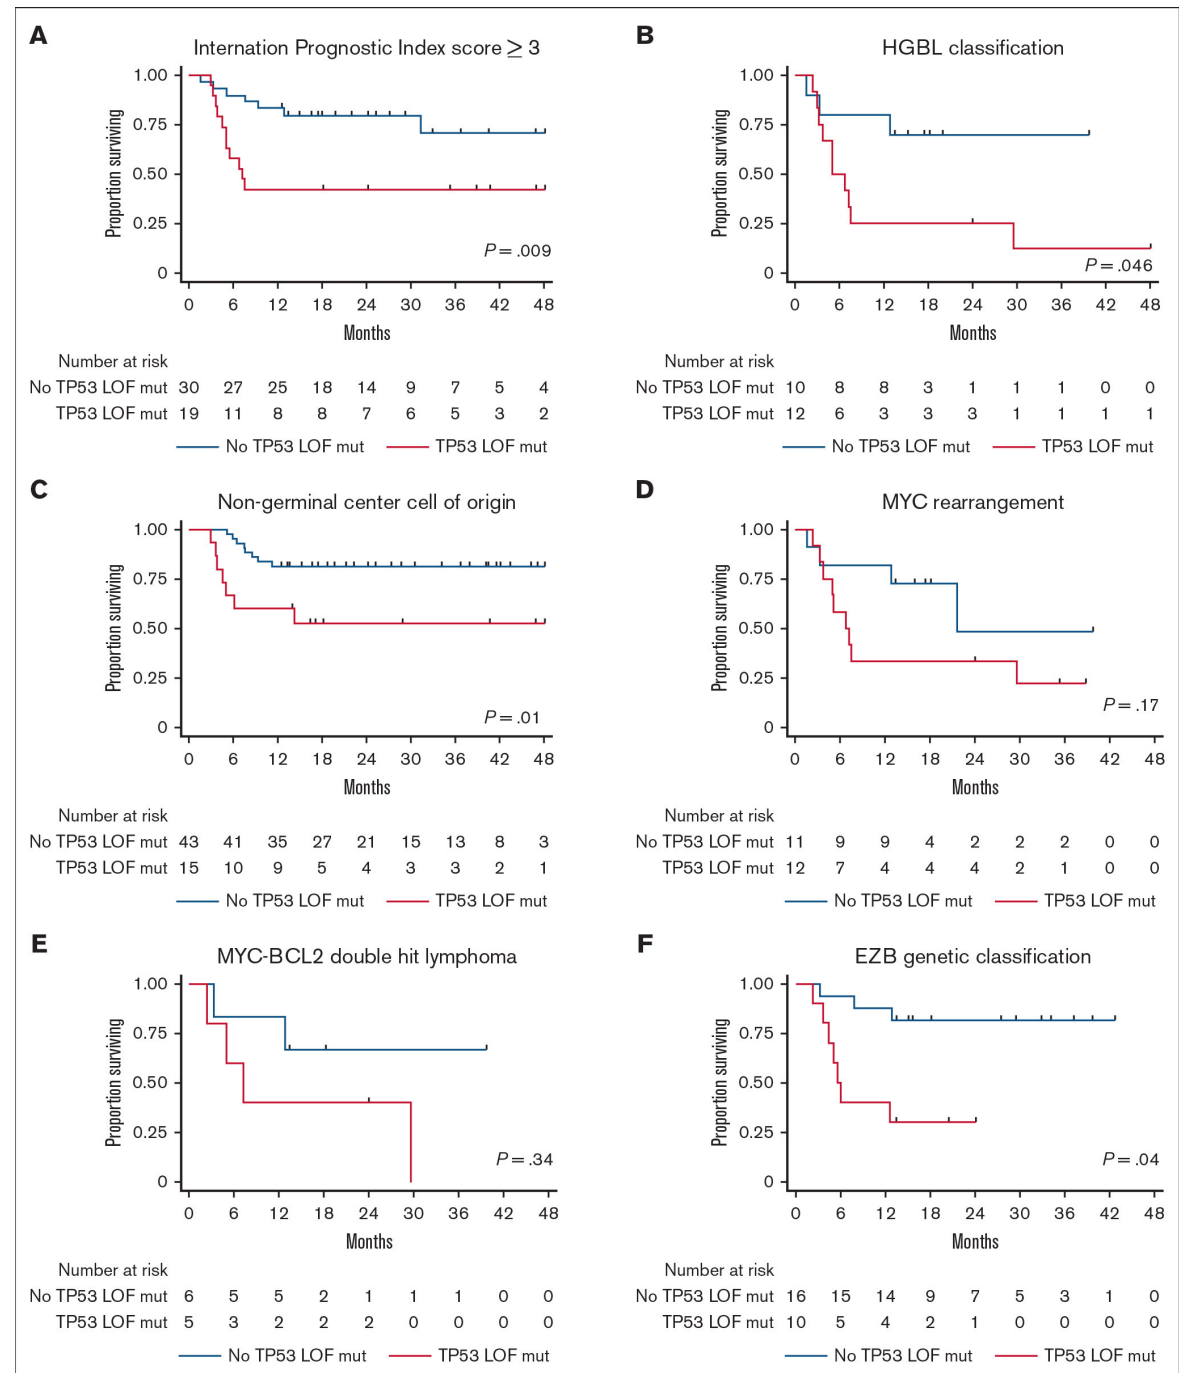 A
Internation Prognostic Index score ≥ 3
Proportion surviving
1.00
0.75
0.50
0.25
0
P = .009
0 6 12 18 24 30 36 42 48
Months
Number at risk
No TP53 LOF mut 30 27 25 18 14 9 7 5 4
TP53 LOF mut 19 11 8 8 7 6 5 3 2
No TP53 LOF mut TP53 LOF mut
B
HGBL classification
Proportion surviving
1.00
0.75
0.50
0.25
0
P = .046
0 6 12 18 24 30 36 42 48
Months
Number at risk
No TP53 LOF mut 10 8 8 3 1 1 1 0 0
TP53 LOF mut 12 6 3 3 3 1 1 1 1
No TP53 LOF mut TP53 LOF mut
C
Non-germinal center cell of origin
Proportion surviving
1.00
0.75
0.50
0.25
0
P = .01
0 6 12 18 24 30 36 42 48
Months
Number at risk
No TP53 LOF mut 43 41 35 27 21 15 13 8 3
TP53 LOF mut 15 10 9 5 4 3 3 2 1
No TP53 LOF mut TP53 LOF mut
D
MYC rearrangement
Proportion surviving
1.00
0.75
0.50
0.25
0
P = .17
0 6 12 18 24 30 36 42 48
Months
Number at risk
No TP53 LOF mut 11 9 9 4 2 2 2 0 0
TP53 LOF mut 12 7 4 4 4 2 1 0 0
No TP53 LOF mut TP53 LOF mut
E
MYC-BCL2 double hit lymphoma
Proportion surviving
1.00
0.75
0.50
0.25
0
P = .34
0 6 12 18 24 30 36 42 48
Months
Number at risk
No TP53 LOF mut 6 5 5 2 1 1 1 0 0
TP53 LOF mut 5 3 2 2 2 0 0 0 0
No TP53 LOF mut TP53 LOF mut
F
EZB genetic classification
Proportion surviving
1.00
0.75
0.50
0.25
0
P = .04
0 6 12 18 24 30 36 42 48
Months
Number at risk
No TP53 LOF mut 16 15 14 9 7 5 3 1 0
TP53 LOF mut 10 5 4 2 1 0 0 0 0
No TP53 LOF mut TP53 LOF mut